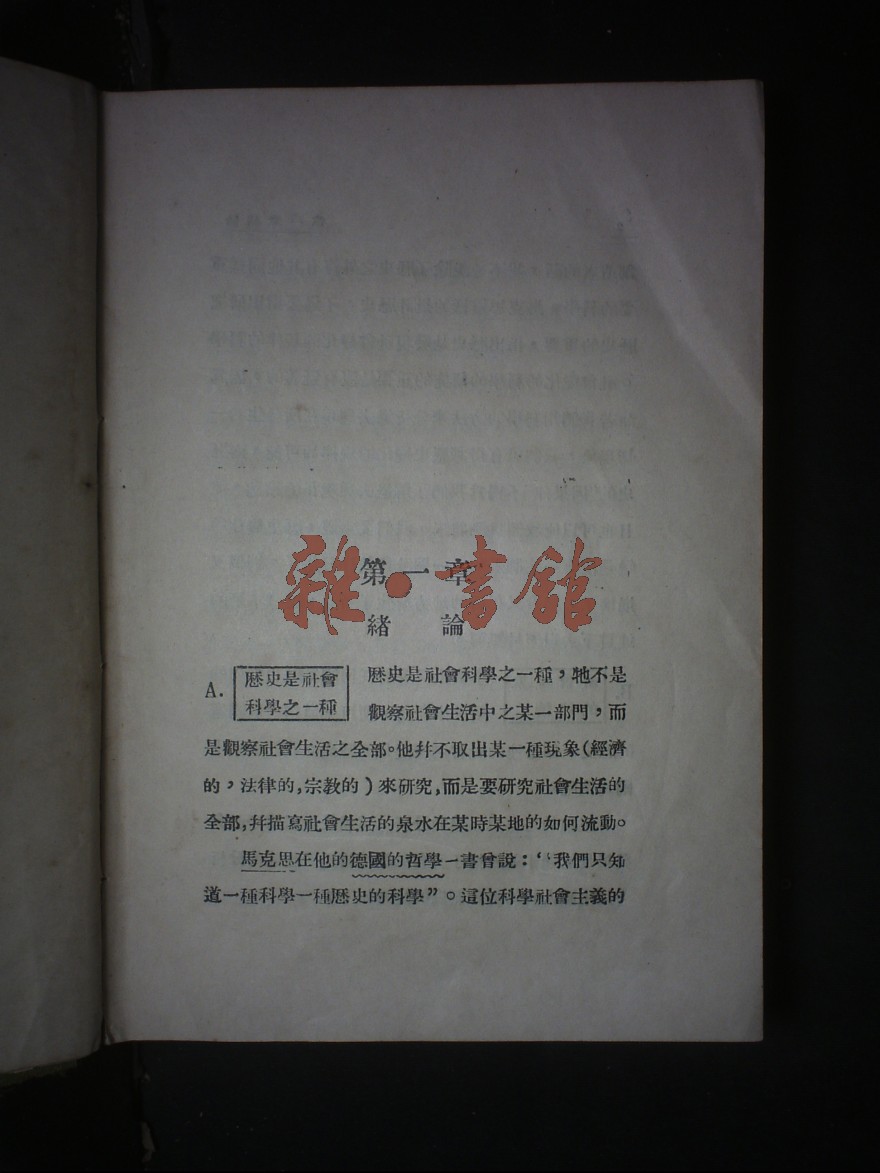 雜·書館
第一章
緒論
A. 歷史是社會科學之一種
歷史是社會科學之一種，牠不是
觀察社會生活中之某一部門，而
是觀察社會生活之全部。他幷不取出某一種現象(經濟
的，法律的,宗教的)來研究,而是要研究社會生活的
全部,幷描寫社會生活的泉水在某時某地的如何流動。
馬克思在他的德國的哲學一書曾說：“我們只知
道一種科學一種歷史的科學”。這位科學社會主義的